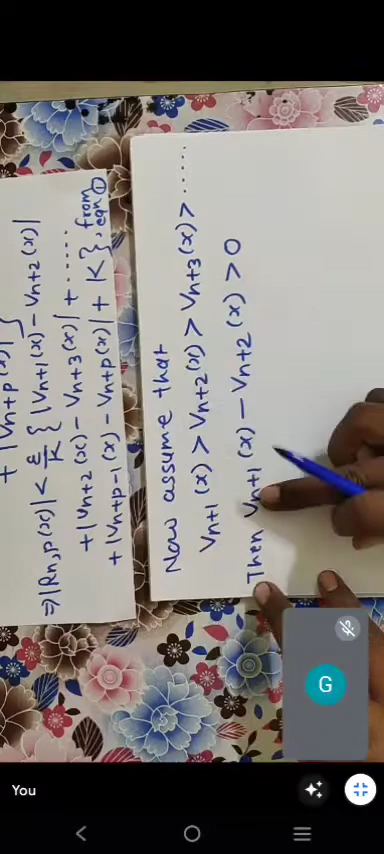 + |Vn+p(x)| }
⇒ |Rn,p(x)| < ε/K { |Vn+1(x) - Vn+2(x)|
+ |Vn+2(x) - Vn+3(x)| + ......
+ |Vn+p-1(x) - Vn+p(x)| + K }, from eqn ①
Now assume that
Vn+1(x) > Vn+2(x) > Vn+3(x) > ......
Then Vn+1(x) - Vn+2(x) > 0
G
You